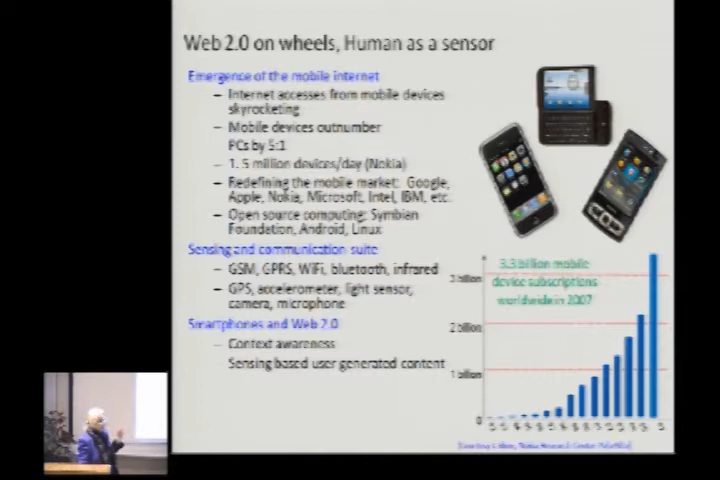 Web 2.0 on wheels, Human as a sensor
Emergence of the mobile internet
– Internet accesses from mobile devices
skyrocketing
– Mobile devices outnumber
PCs by 5:1
– 1.5 million devices/day (Nokia)
– Redefining the mobile market: Google,
Apple, Nokia, Microsoft, Intel, IBM, etc.
– Open source computing: Symbian
Foundation, Android, Linux
Sensing and communication suite
– GSM, GPRS, WiFi, bluetooth, infrared
– GPS, accelerometer, light sensor,
camera, microphone
Smartphones and Web 2.0
– Context awareness
– Sensing based user generated content
3.3 billion mobile
device subscriptions
worldwide in 2007
3 billion
2 billion
1 billion
0